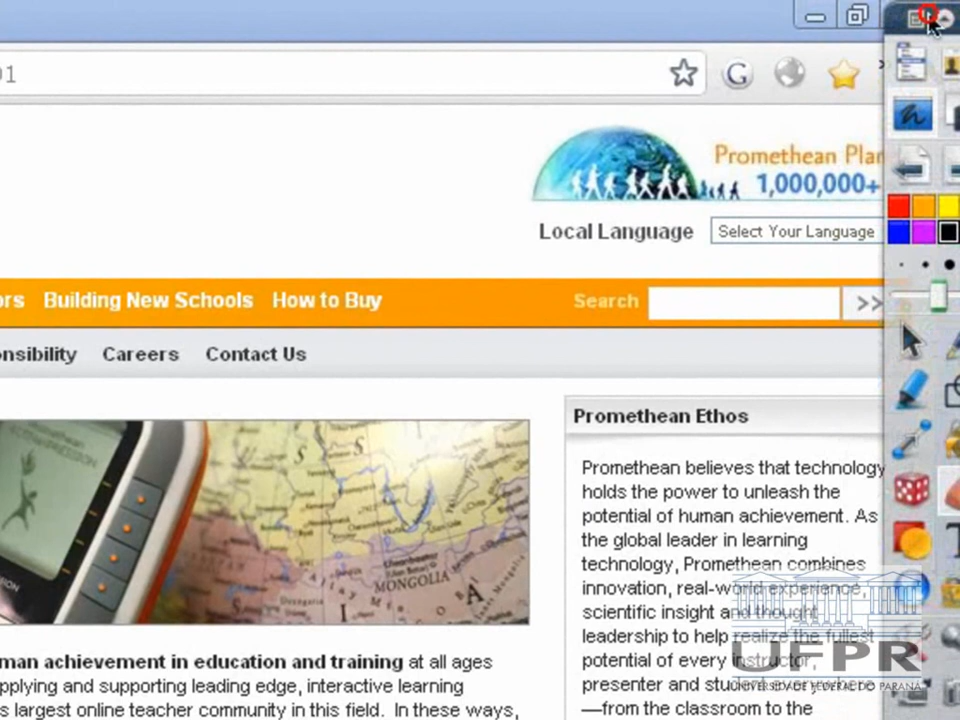 01
Promethean Plan
1,000,000+
Local Language
Select Your Language
ors Building New Schools How to Buy
Search
>>
onsibility Careers Contact Us
Promethean Ethos
Promethean believes that technology
holds the power to unleash the
potential of human achievement. As
the global leader in learning
technology, Promethean combines
innovation, real-world experience,
scientific insight and thought
leadership to help realize the fullest
potential of every instructor,
presenter and student everywhere
—from the classroom to the
MONGOLIA
man achievement in education and training at all ages
pplying and supporting leading edge, interactive learning
s largest online teacher community in this field. In these ways,
UFPR
UNIVERSIDADE FEDERAL DO PARANÁ